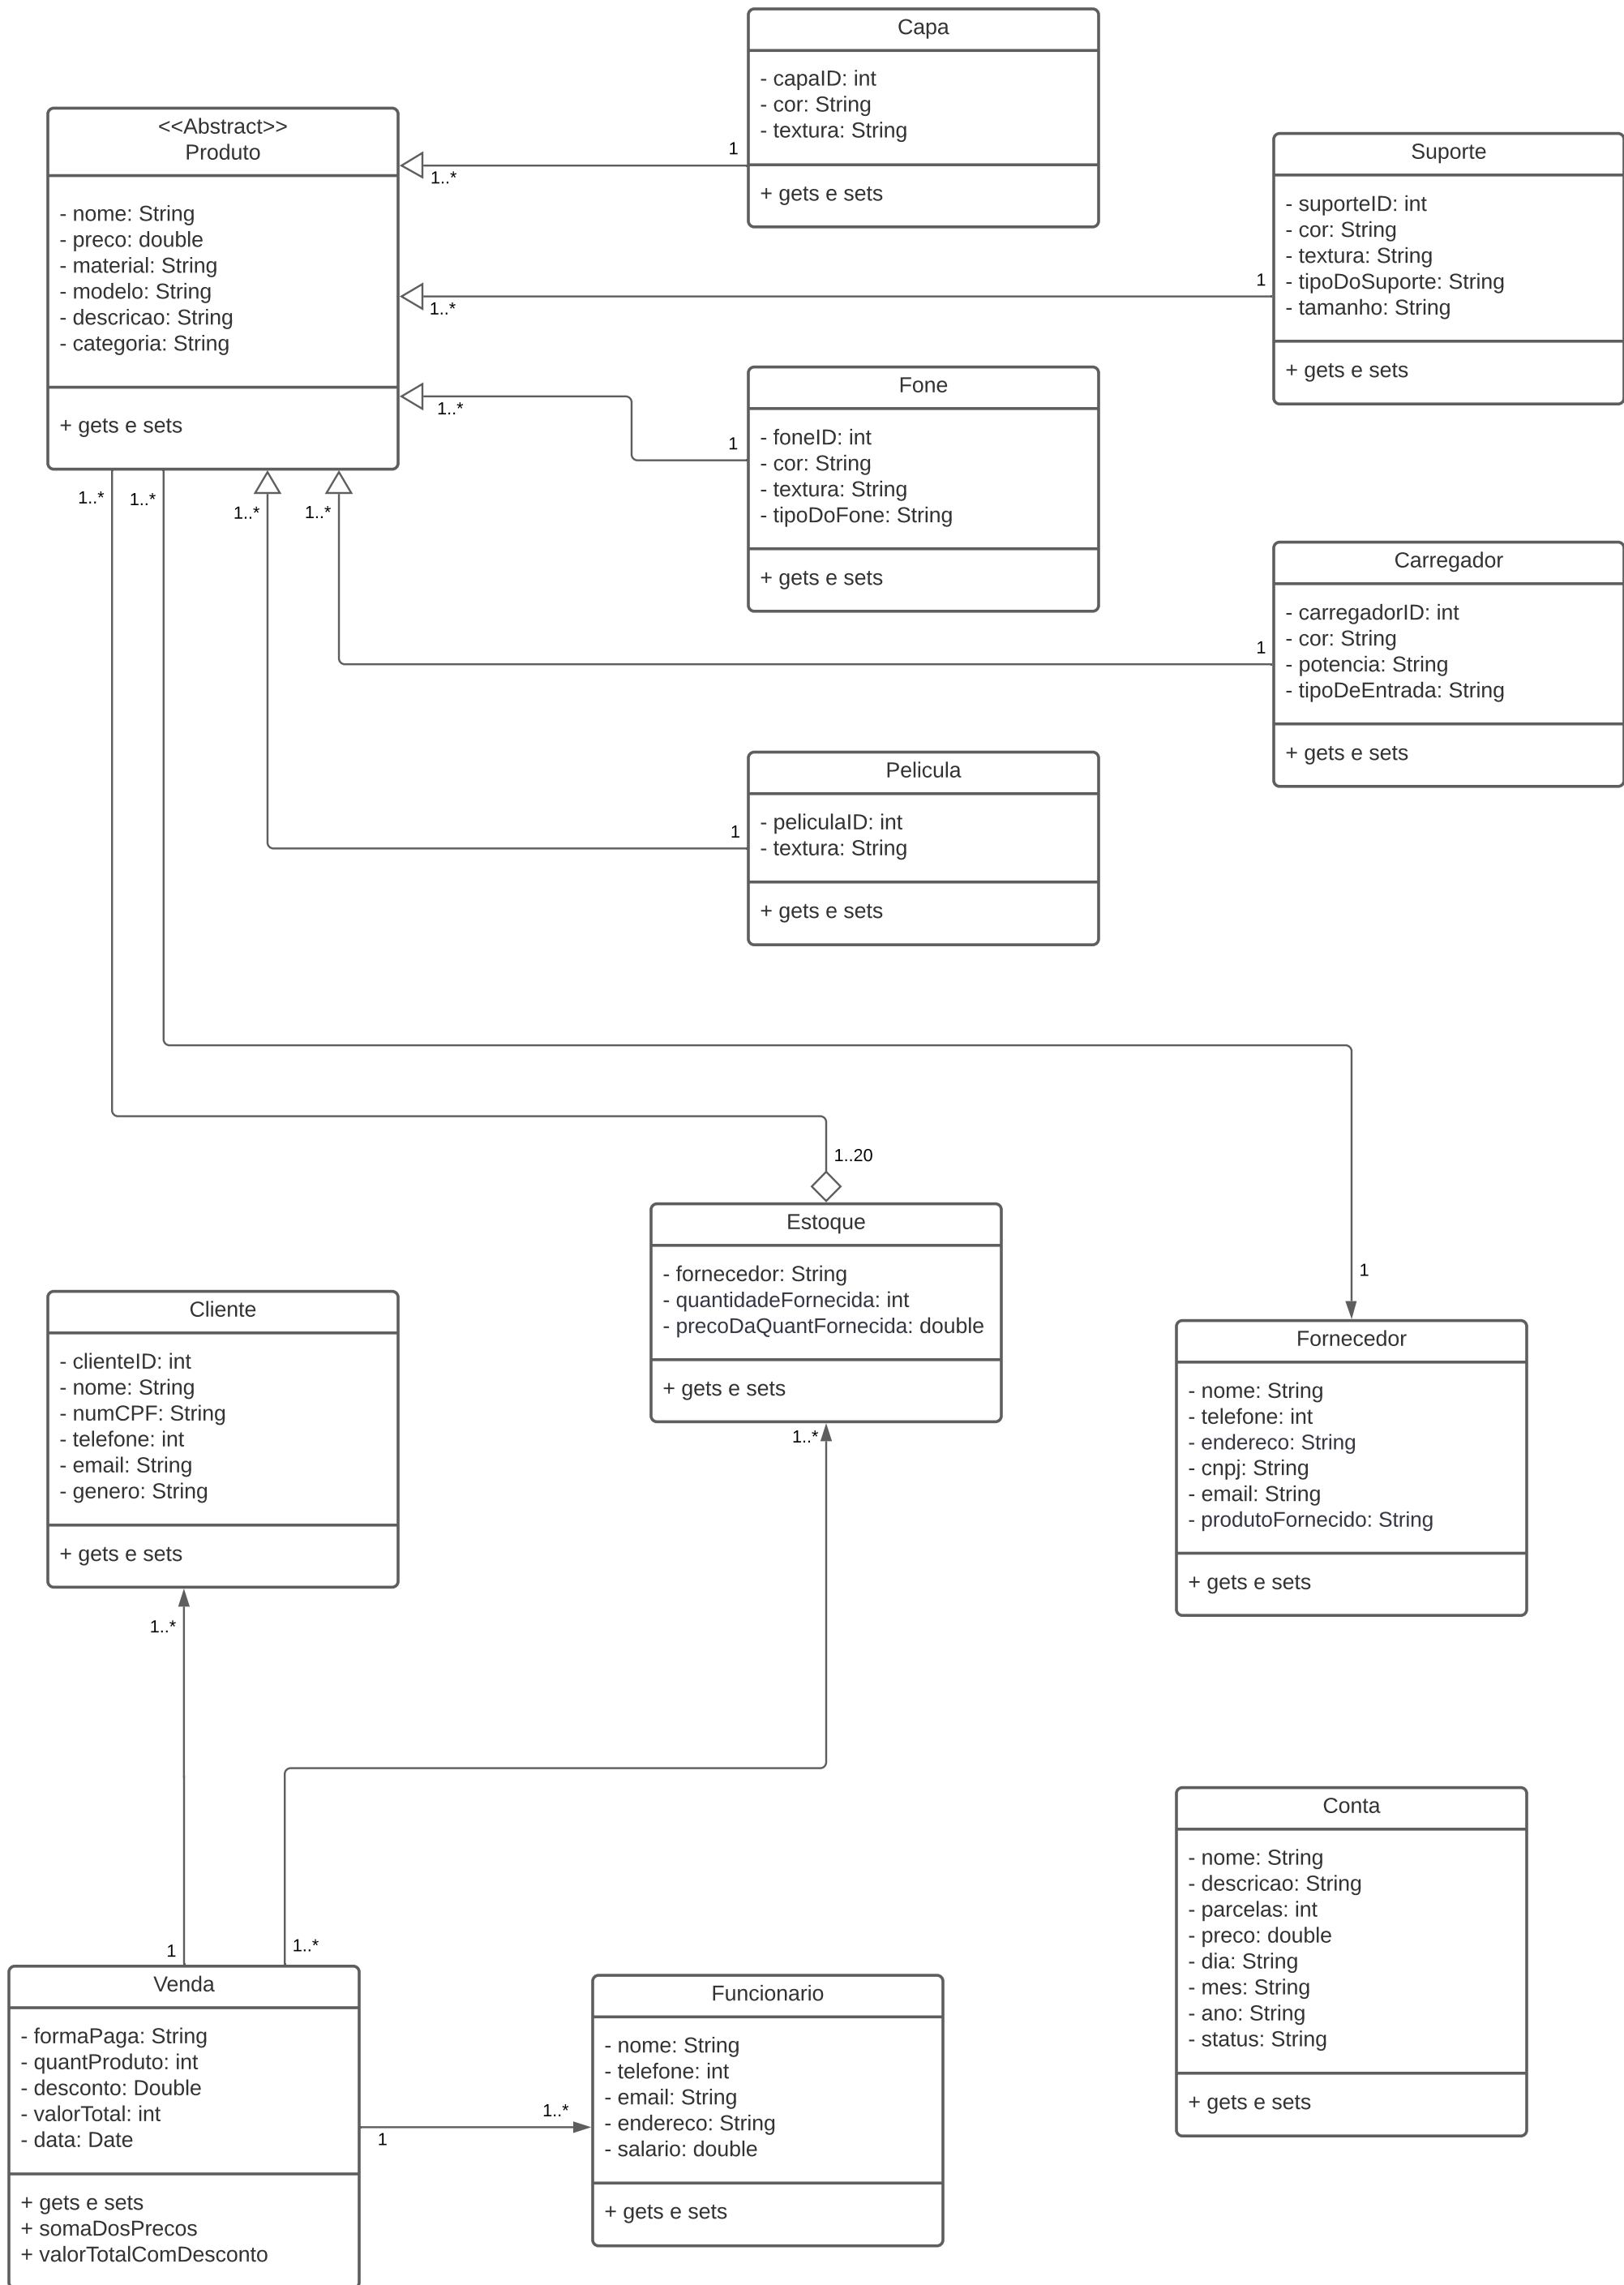 Capa
- capaID: int
- cor: String
- textura: String
+ gets e sets
<<Abstract>>
Produto
- nome: String
- preco: double
- material: String
- modelo: String
- descricao: String
- categoria: String
+ gets e sets
1
1..*
Suporte
- suporteID: int
- cor: String
- textura: String
- tipoDoSuporte: String
- tamanho: String
+ gets e sets
1
1..*
Fone
- foneID: int
- cor: String
- textura: String
- tipoDoFone: String
+ gets e sets
1..*
1
1..*
1..*
1..*
1..*
Carregador
- carregadorID: int
- cor: String
- potencia: String
- tipoDeEntrada: String
+ gets e sets
1
Pelicula
- peliculaID: int
- textura: String
+ gets e sets
1
1..20
Estoque
- fornecedor: String
- quantidadeFornecida: int
- precoDaQuantFornecida: double
+ gets e sets
1..*
1
Fornecedor
- nome: String
- telefone: int
- endereco: String
- cnpj: String
- email: String
- produtoFornecido: String
+ gets e sets
Cliente
- clienteID: int
- nome: String
- numCPF: String
- telefone: int
- email: String
- genero: String
+ gets e sets
1..*
Conta
- nome: String
- descricao: String
- parcelas: int
- preco: double
- dia: String
- mes: String
- ano: String
- status: String
+ gets e sets
1
1..*
Venda
- formaPaga: String
- quantProduto: int
- desconto: Double
- valorTotal: int
- data: Date
+ gets e sets
+ somaDosPrecos
+ valorTotalComDesconto
1
1..*
Funcionario
- nome: String
- telefone: int
- email: String
- endereco: String
- salario: double
+ gets e sets